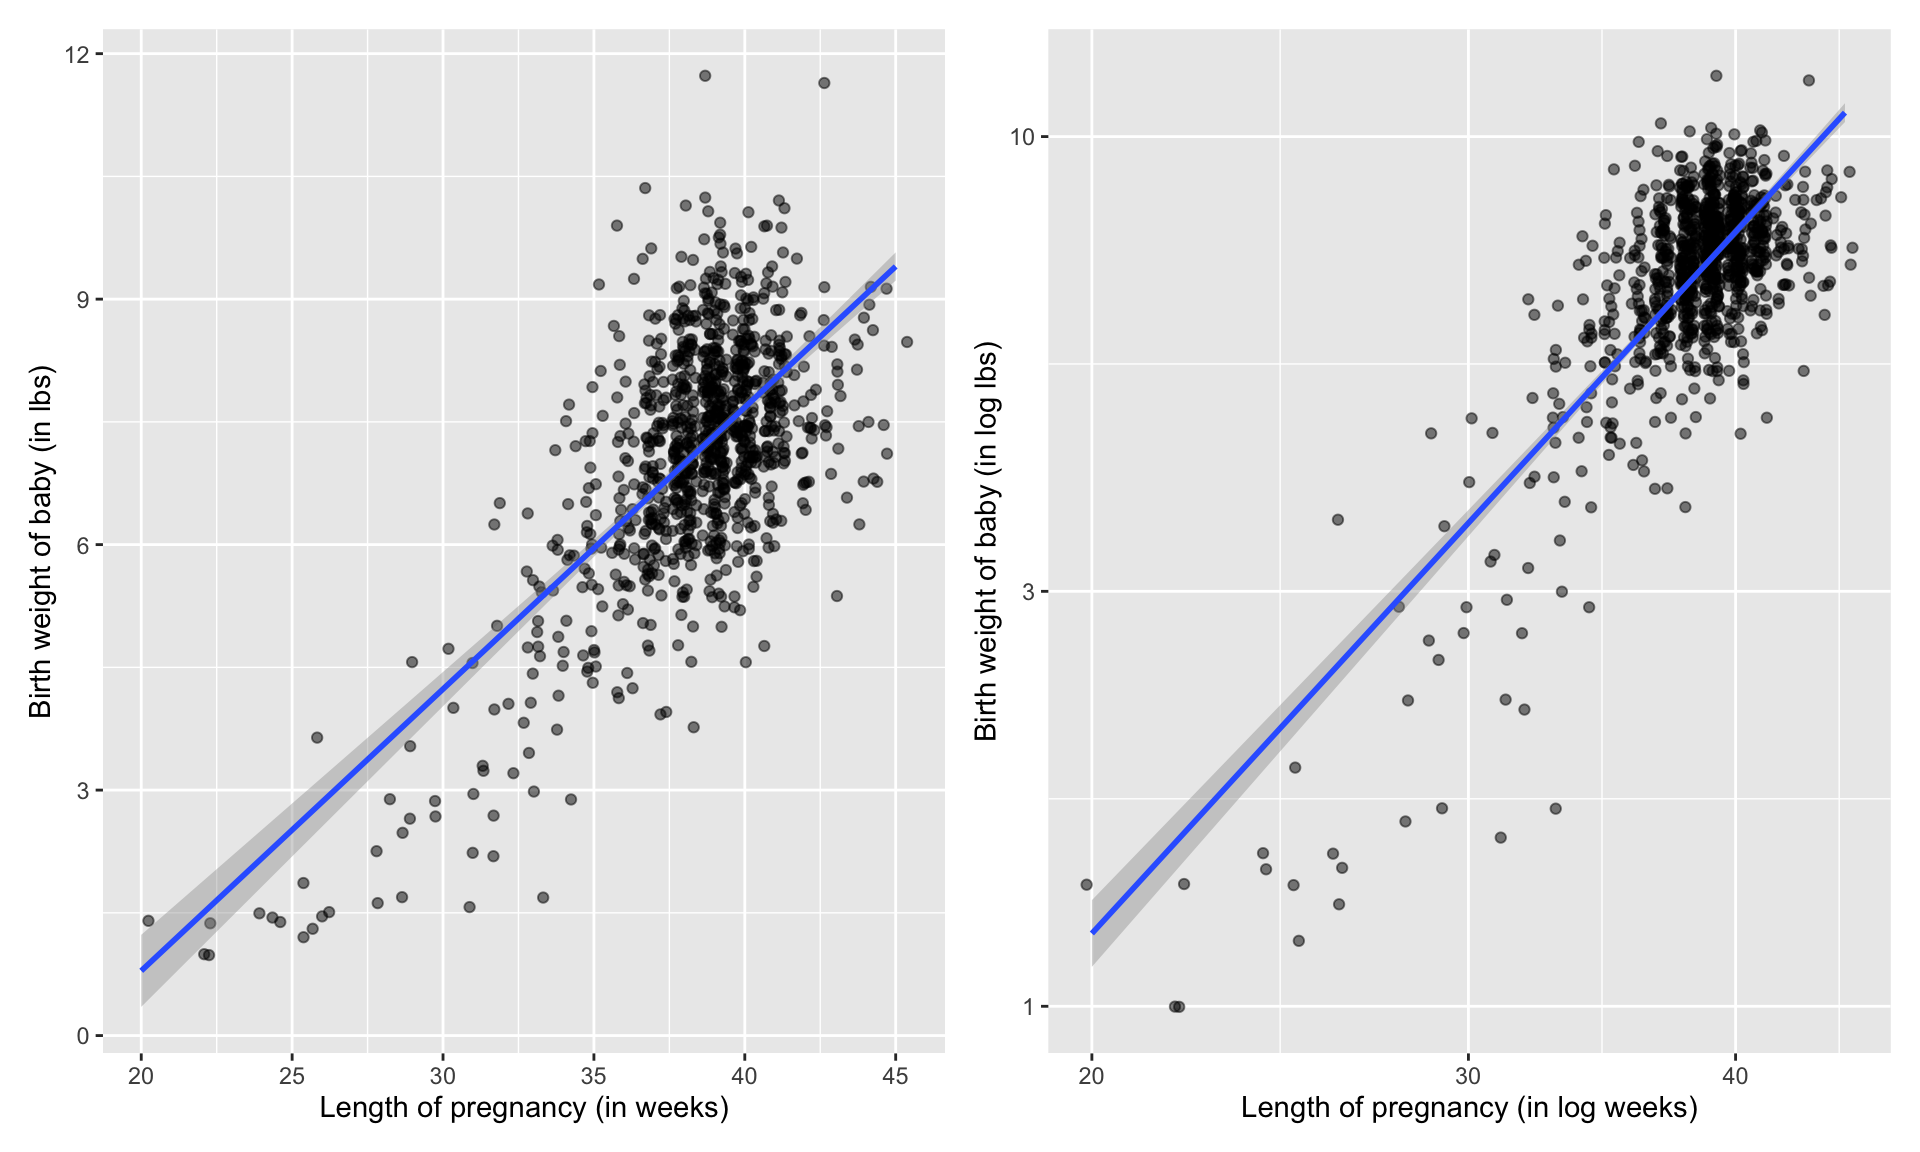 12
9
6
3
0
20 25 30 35 40 45
Length of pregnancy (in weeks)
Birth weight of baby (in lbs)
10
3
1
20 30 40
Length of pregnancy (in log weeks)
Birth weight of baby (in log lbs)